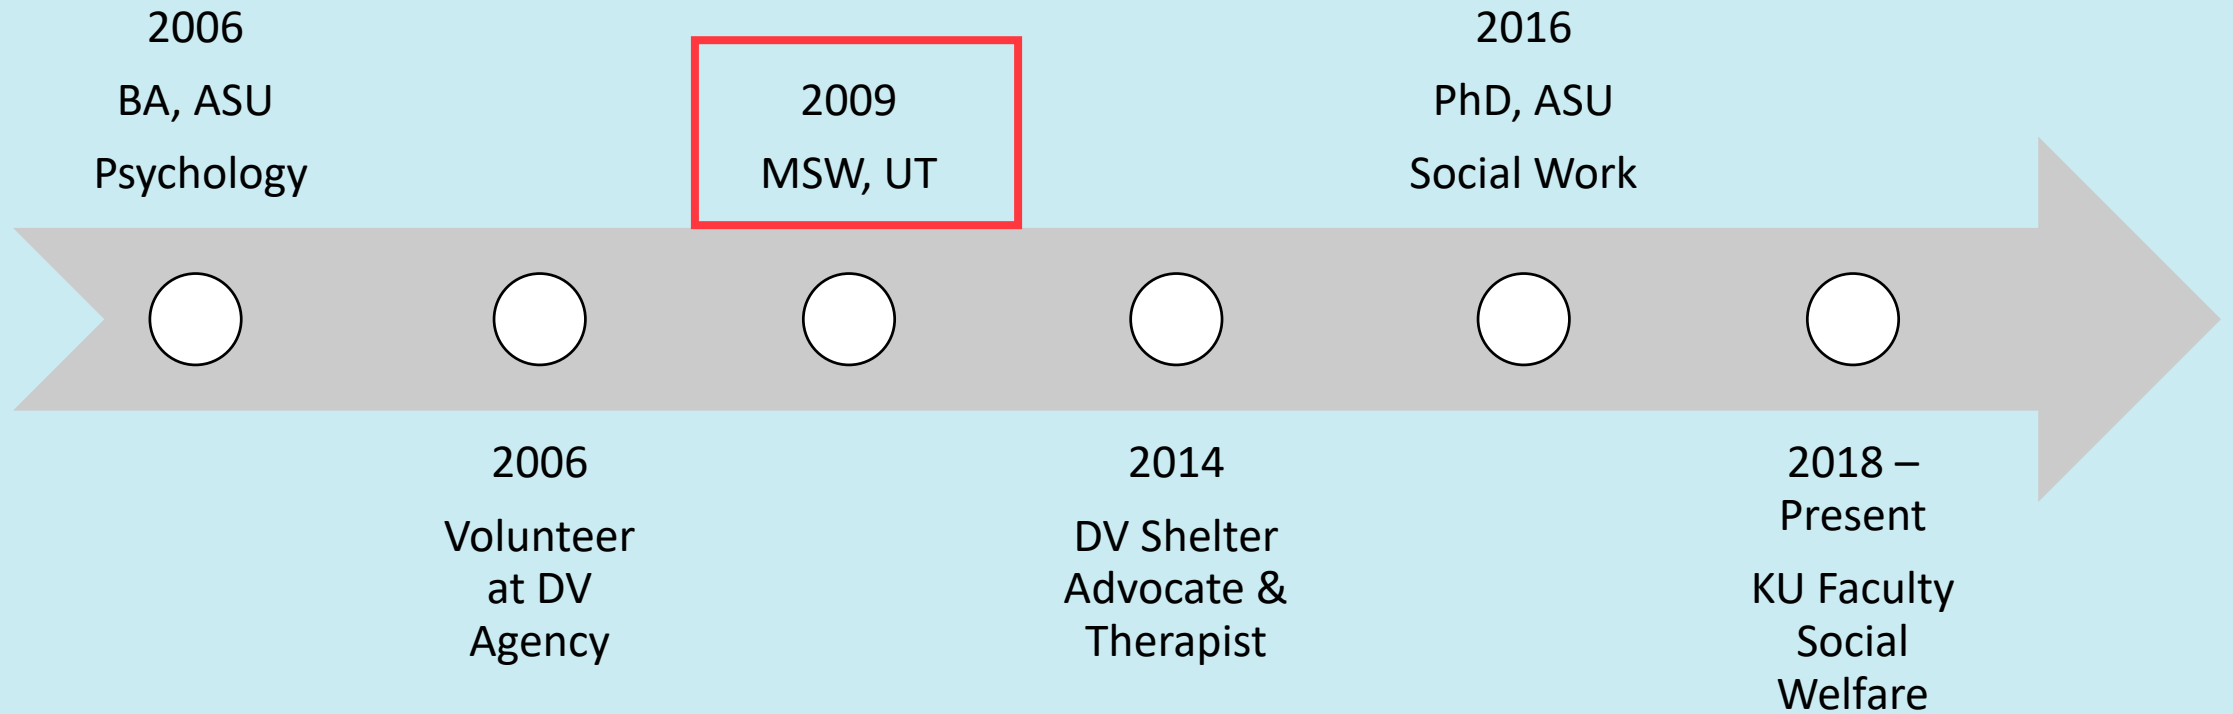 2006
BA, ASU
Psychology
2006
Volunteer
at DV
Agency
2009
MSW, UT
2014
DV Shelter
Advocate &
Therapist
2016
PhD, ASU
Social Work
2018 –
Present
KU Faculty
Social
Welfare